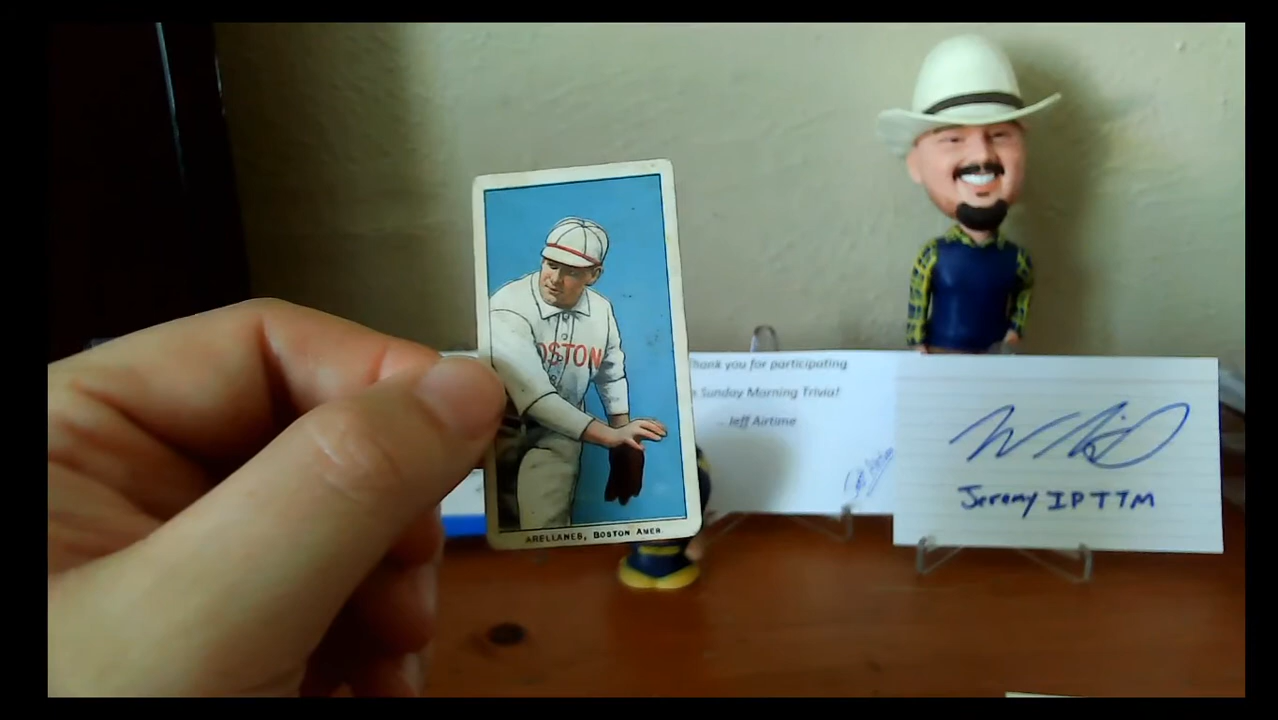 OSTON
ARELLANES, BOSTON AMER.
hank you for participating
Sunday Morning Trivia!
Jeff Airtime
Jeremy IPTTM